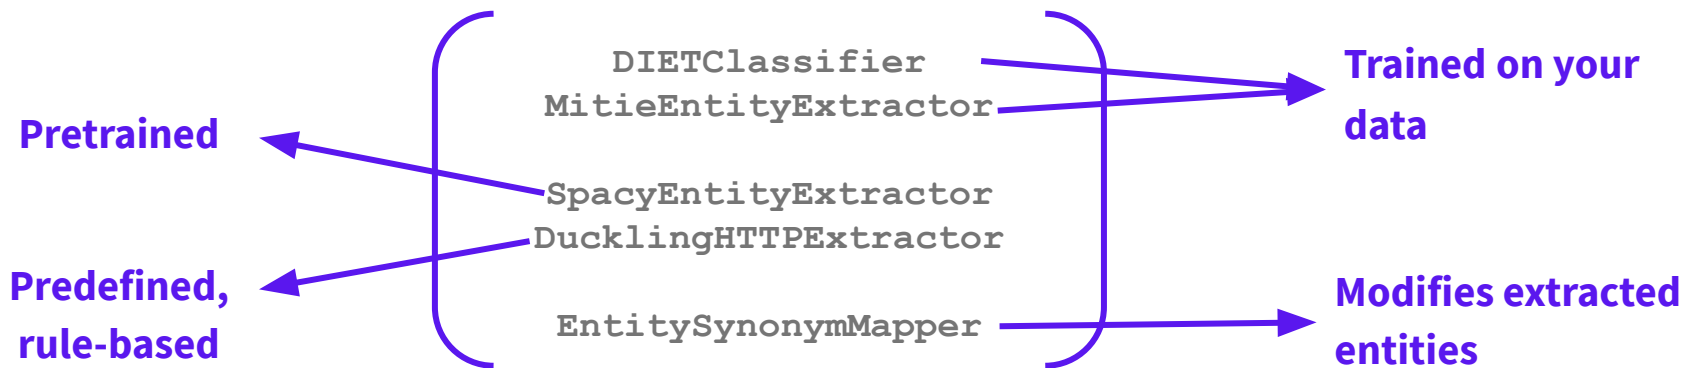 DIETClassifier
MitieEntityExtractor
SpacyEntityExtractor
DucklingHTTPExtractor
EntitySynonymMapper
Pretrained
Predefined,
rule-based
Trained on your
data
Modifies extracted
entities